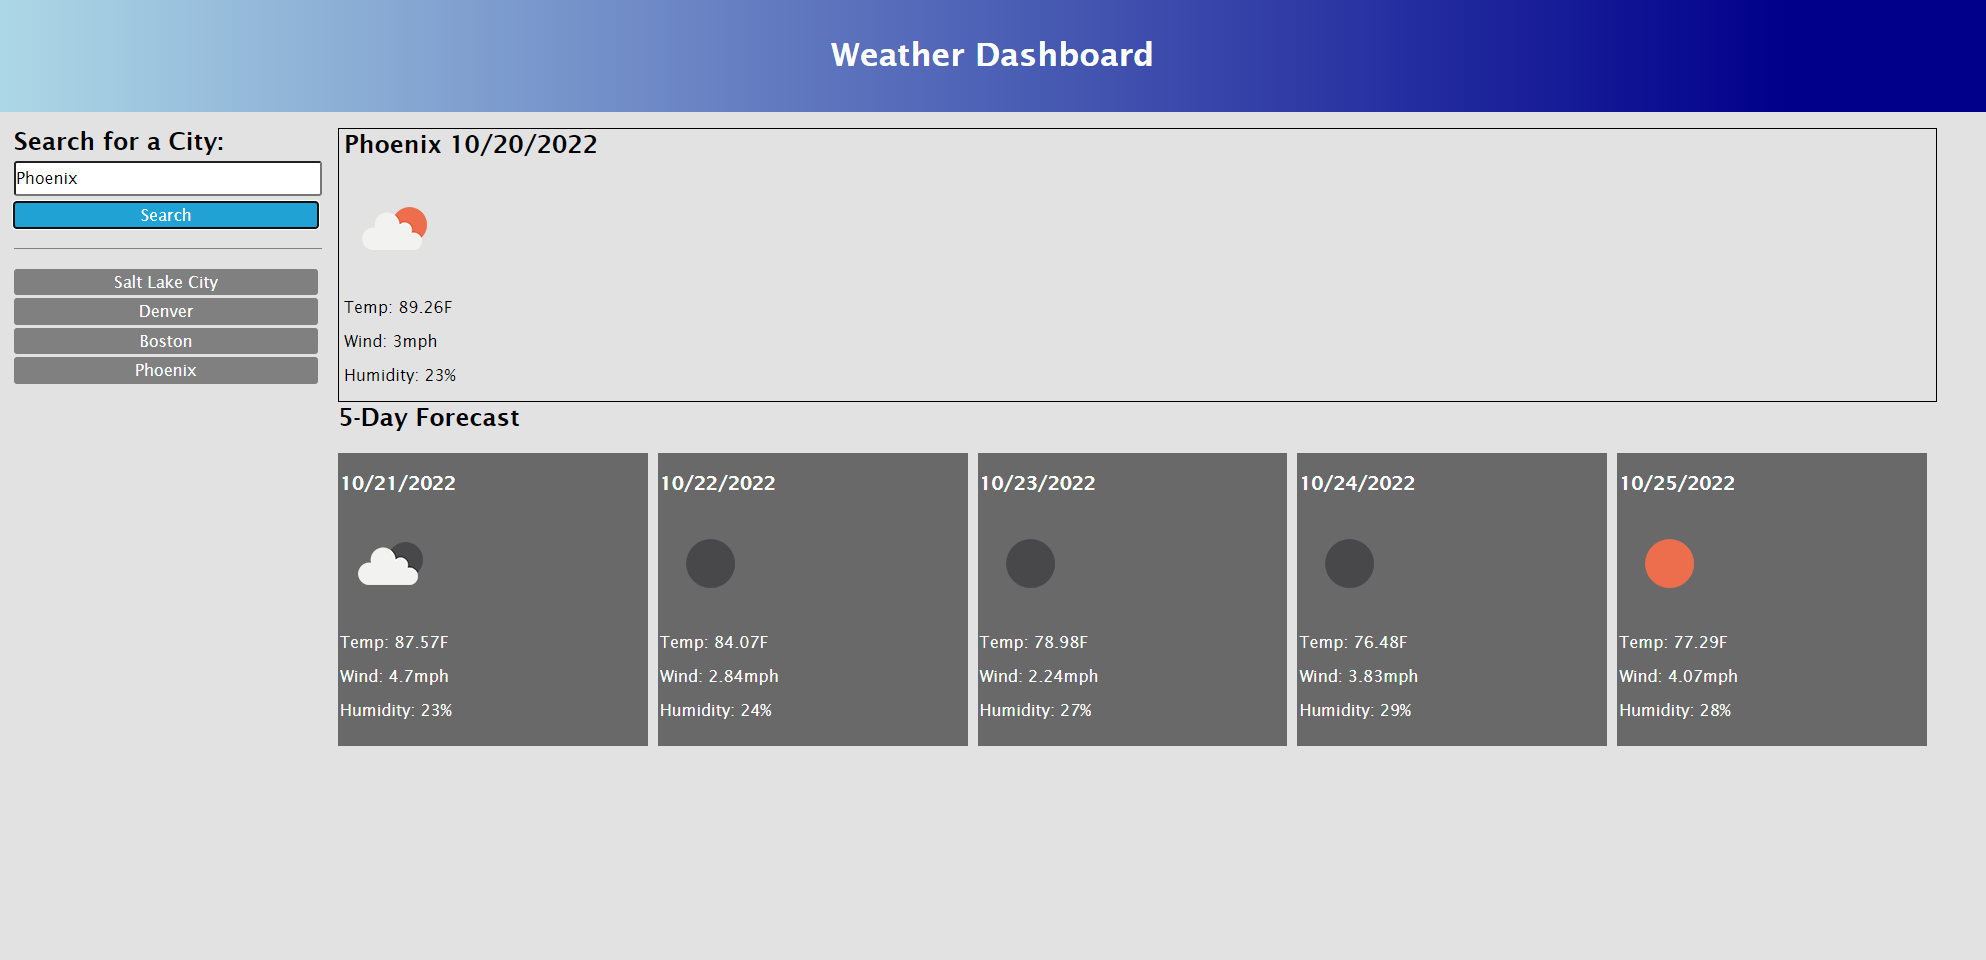 Weather Dashboard
Search for a City:
Phoenix
Search
Salt Lake City
Denver
Boston
Phoenix
Phoenix 10/20/2022
Temp: 89.26F
Wind: 3mph
Humidity: 23%
5-Day Forecast
10/21/2022
Temp: 87.57F
Wind: 4.7mph
Humidity: 23%
10/22/2022
Temp: 84.07F
Wind: 2.84mph
Humidity: 24%
10/23/2022
Temp: 78.98F
Wind: 2.24mph
Humidity: 27%
10/24/2022
Temp: 76.48F
Wind: 3.83mph
Humidity: 29%
10/25/2022
Temp: 77.29F
Wind: 4.07mph
Humidity: 28%